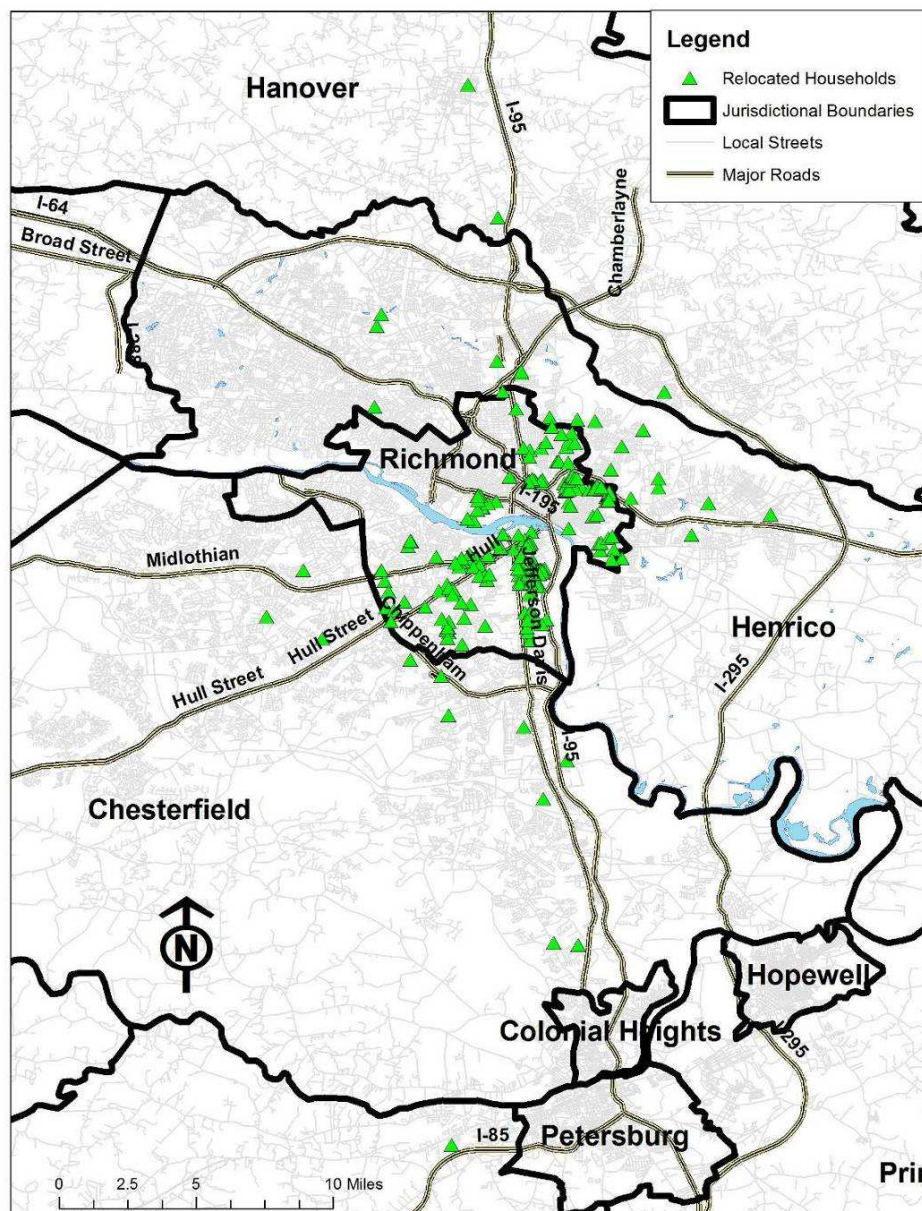 Legend
Relocated Households
Jurisdictional Boundaries
Local Streets
Major Roads
Hanover
I-95
Chamberlayne
I-64
Broad Street
Richmond
I-195
Midlothian
Hull
Jefferson Davis
Chippenham
Hull Street
Hull Street
Henrico
I-295
I-95
Chesterfield
N
Hopewell
Colonial Heights
I-295
Petersburg
I-85
Prin
0 2.5 5 10 Miles